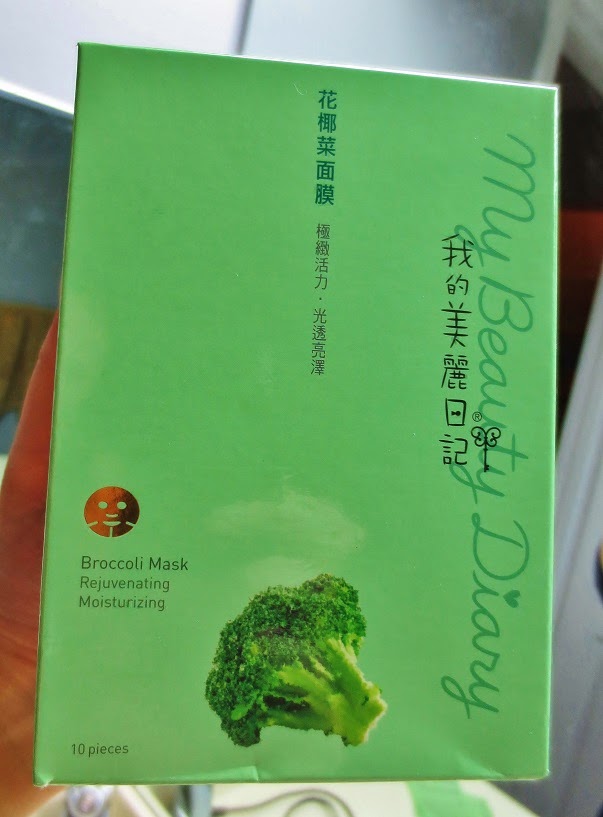 My Beauty Diary
我的美麗日記®
花椰菜面膜
極緻活力．光透亮澤
Broccoli Mask
Rejuvenating
Moisturizing
10 pieces